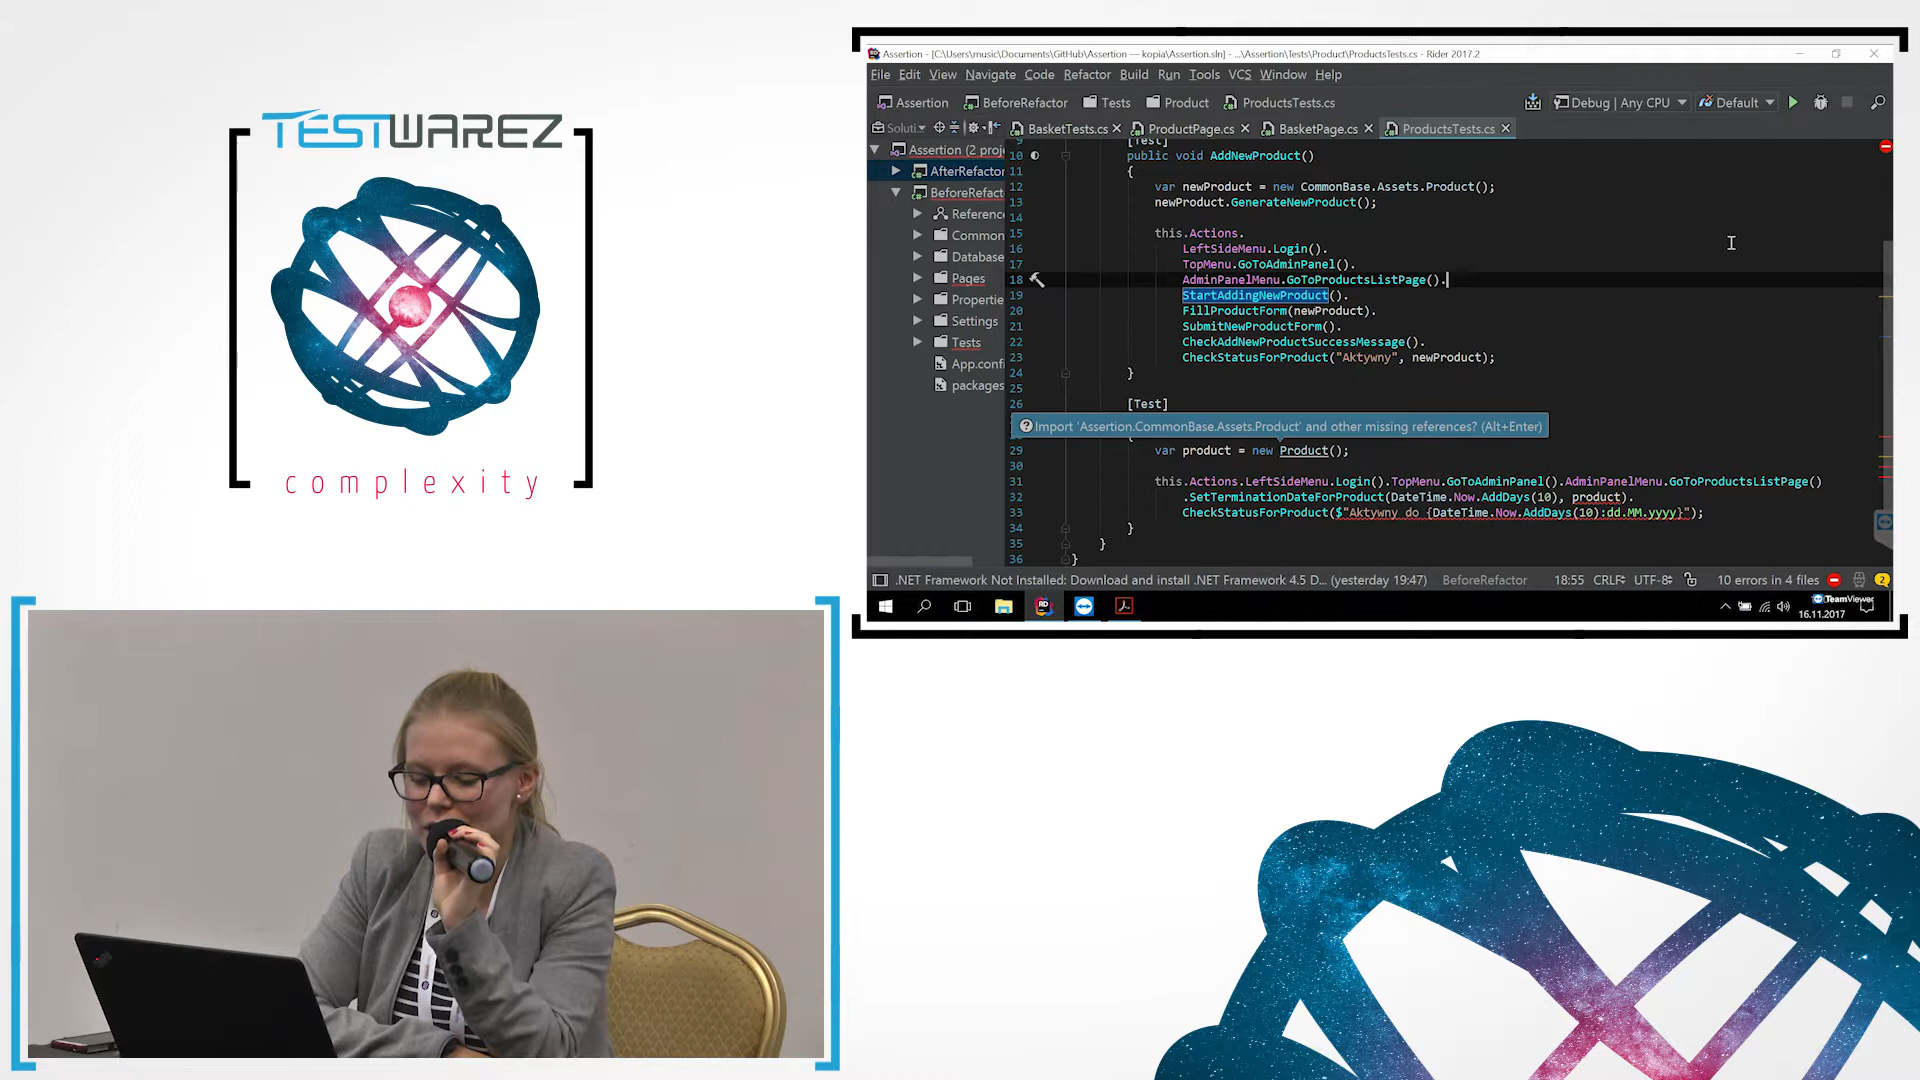 TESTWAREZ
complexity
Assertion - [C:\Users\music\Documents\GitHub\Assertion — kopia\Assertion.sln] - ...\Assertion\Tests\Product\ProductsTests.cs - Rider 2017.2
File Edit View Navigate Code Refactor Build Run Tools VCS Window Help
Assertion BeforeRefactor Tests Product ProductsTests.cs Debug | Any CPU Default
Soluti. BasketTests.cs ProductPage.cs BasketPage.cs ProductsTests.cs
Assertion (2 proj
AfterRefactor
BeforeRefact
Reference
Common
Database
Pages
Propertie
Settings
Tests
App.confi
packages
9 [Test]
10 public void AddNewProduct()
11 {
12 var newProduct = new CommonBase.Assets.Product();
13 newProduct.GenerateNewProduct();
14
15 this.Actions.
16 LeftSideMenu.Login().
17 TopMenu.GoToAdminPanel().
18 AdminPanelMenu.GoToProductsListPage().
19 StartAddingNewProduct().
20 FillProductForm(newProduct).
21 SubmitNewProductForm().
22 CheckAddNewProductSuccessMessage().
23 CheckStatusForProduct("Aktywny", newProduct);
24 }
25
26 [Test]
Import 'Assertion.CommonBase.Assets.Product' and other missing references? (Alt+Enter)
29 var product = new Product();
30
31 this.Actions.LeftSideMenu.Login().TopMenu.GoToAdminPanel().AdminPanelMenu.GoToProductsListPage()
32 .SetTerminationDateForProduct(DateTime.Now.AddDays(10), product).
33 CheckStatusForProduct($"Aktywny do {DateTime.Now.AddDays(10):dd.MM.yyyy}");
34 }
35 }
36 }
.NET Framework Not Installed: Download and install .NET Framework 4.5 D... (yesterday 19:47) BeforeRefactor 18:55 CRLF UTF-8 10 errors in 4 files 2
RD TeamViewer
16.11.2017